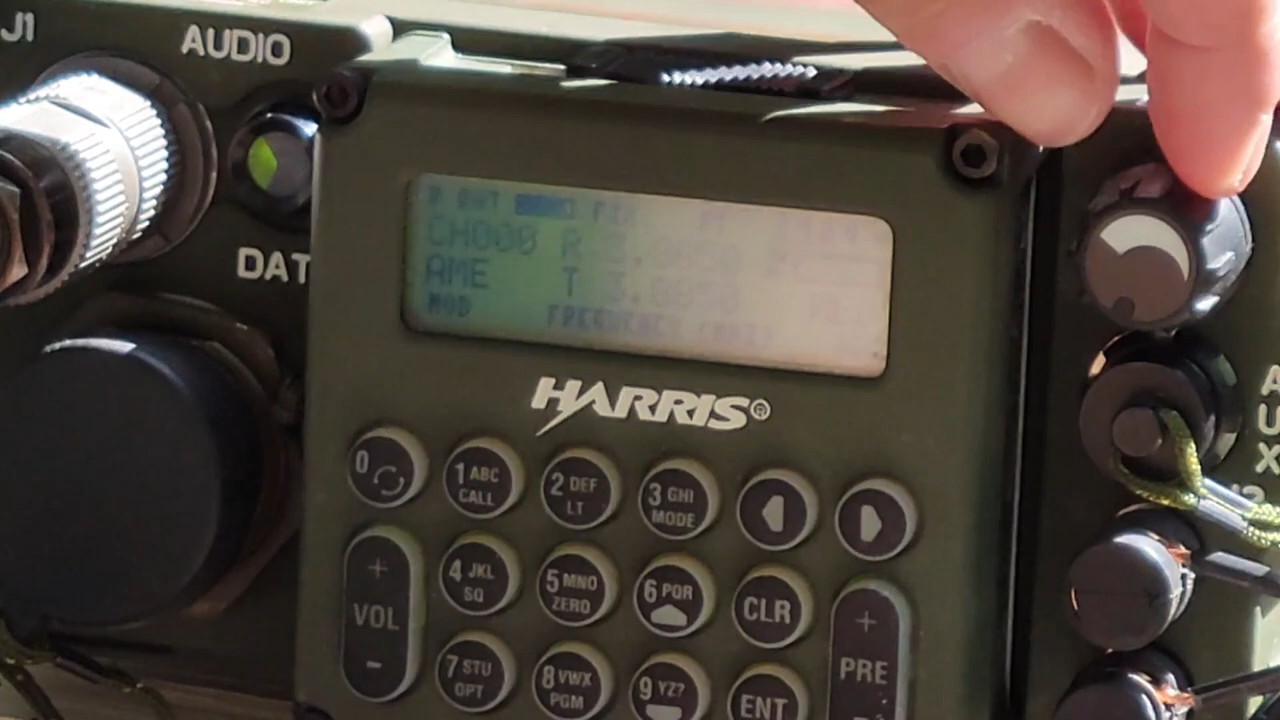 J1
AUDIO
DAT
CH000 R
AME T 3.
MOD FREQUENCY (MHZ)
HARRIS®
0
1 ABC
CALL
2 DEF
LT
3 GHI
MODE
4 JKL
SQ
5 MNO
ZERO
6 PQR
CLR
+
VOL
-
+
PRE
7 STU
OPT
8 VWX
PGM
9 YZ?
ENT
A
U
X